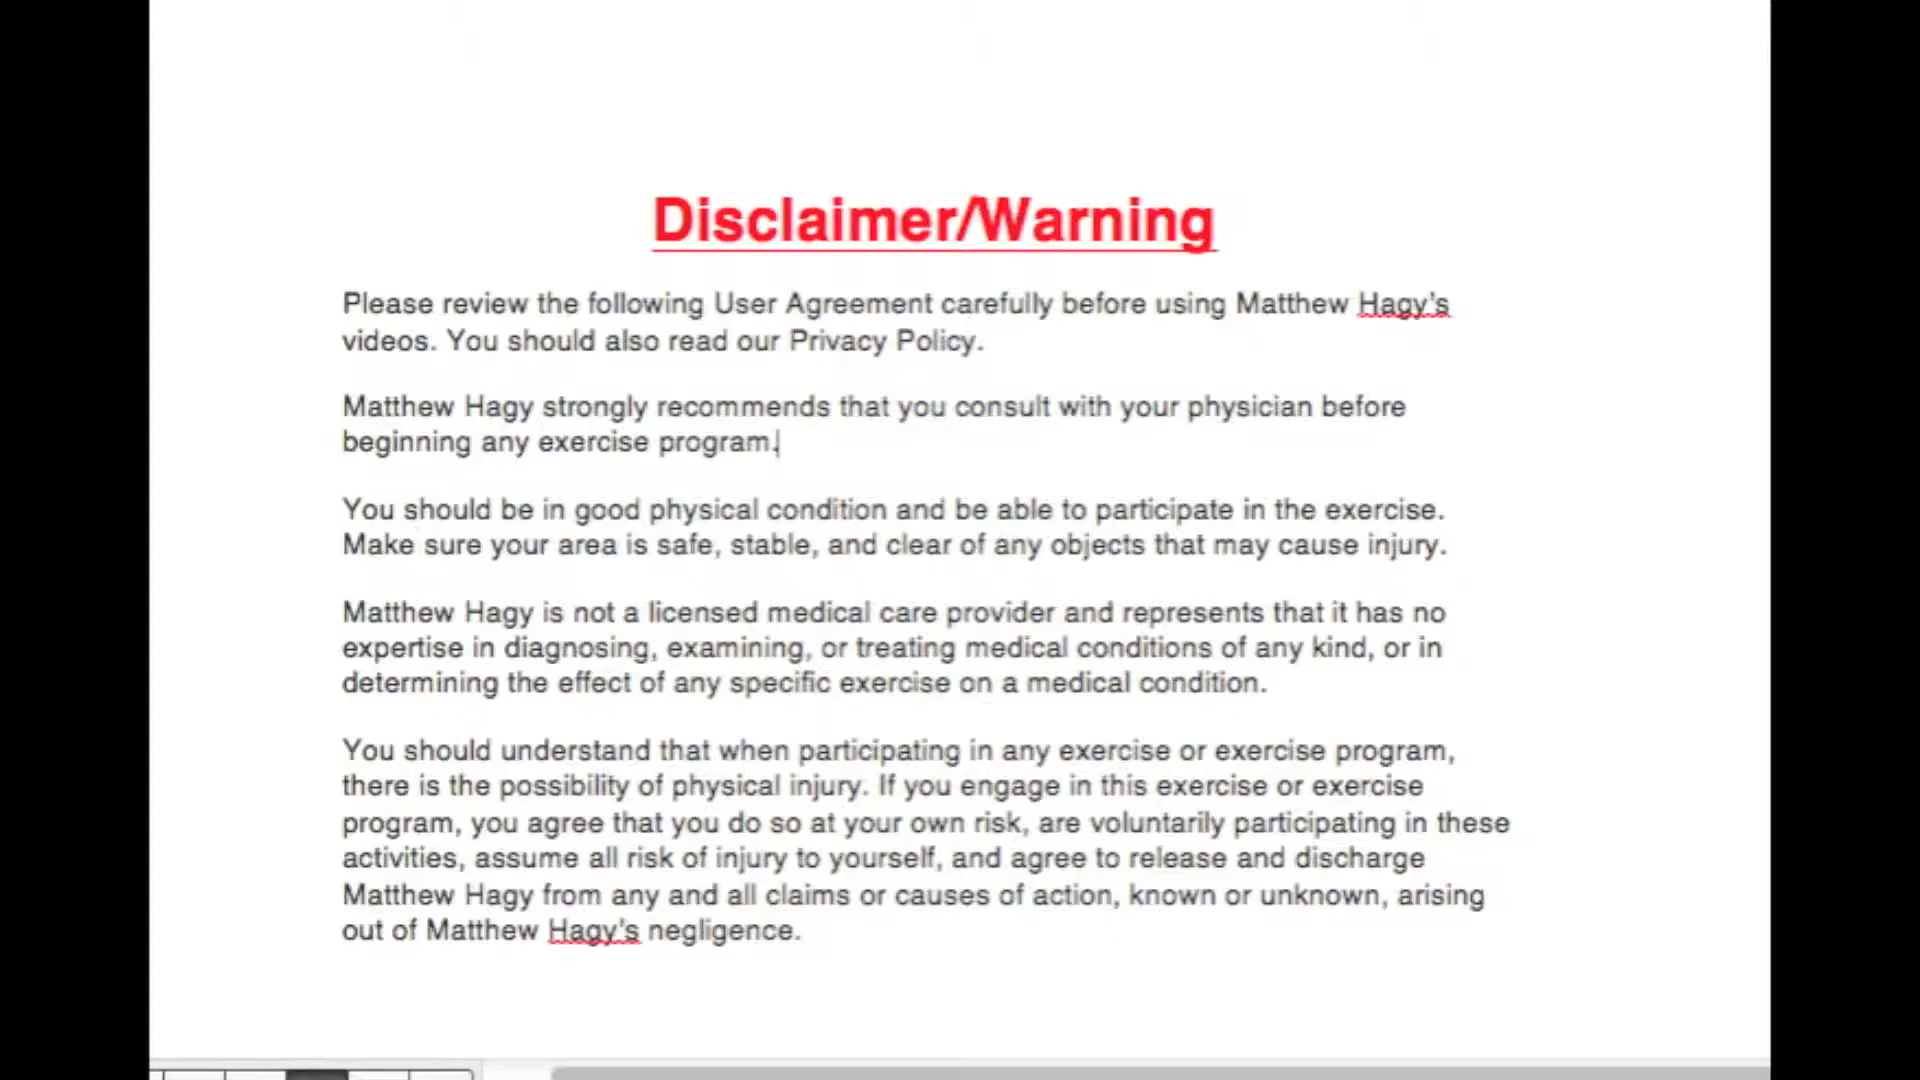 Disclaimer/Warning
Please review the following User Agreement carefully before using Matthew Hagy's
videos. You should also read our Privacy Policy.
Matthew Hagy strongly recommends that you consult with your physician before
beginning any exercise program.
You should be in good physical condition and be able to participate in the exercise.
Make sure your area is safe, stable, and clear of any objects that may cause injury.
Matthew Hagy is not a licensed medical care provider and represents that it has no
expertise in diagnosing, examining, or treating medical conditions of any kind, or in
determining the effect of any specific exercise on a medical condition.
You should understand that when participating in any exercise or exercise program,
there is the possibility of physical injury. If you engage in this exercise or exercise
program, you agree that you do so at your own risk, are voluntarily participating in these
activities, assume all risk of injury to yourself, and agree to release and discharge
Matthew Hagy from any and all claims or causes of action, known or unknown, arising
out of Matthew Hagy's negligence.